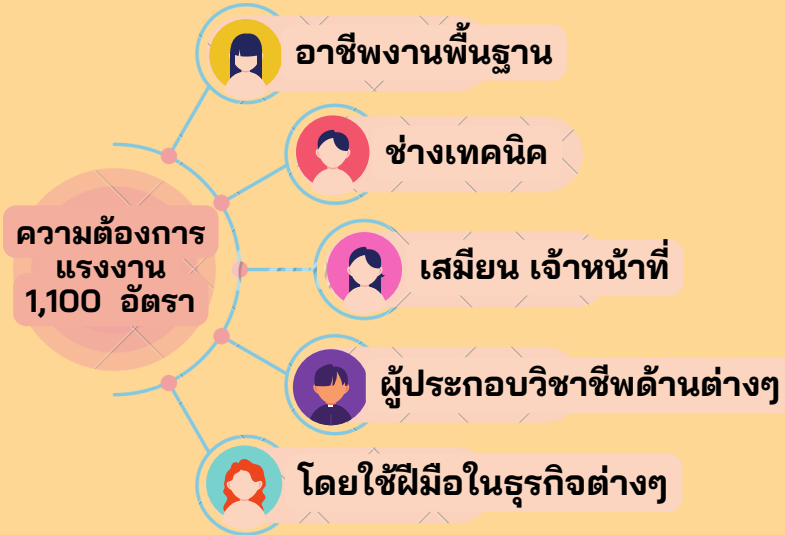 อาชีพงานพื้นฐาน
ช่างเทคนิค
ความต้องการ
แรงงาน
1,100 อัตรา
เสมียน เจ้าหน้าที่
ผู้ประกอบวิชาชีพด้านต่างๆ
โดยใช้ฝีมือในธุรกิจต่างๆ